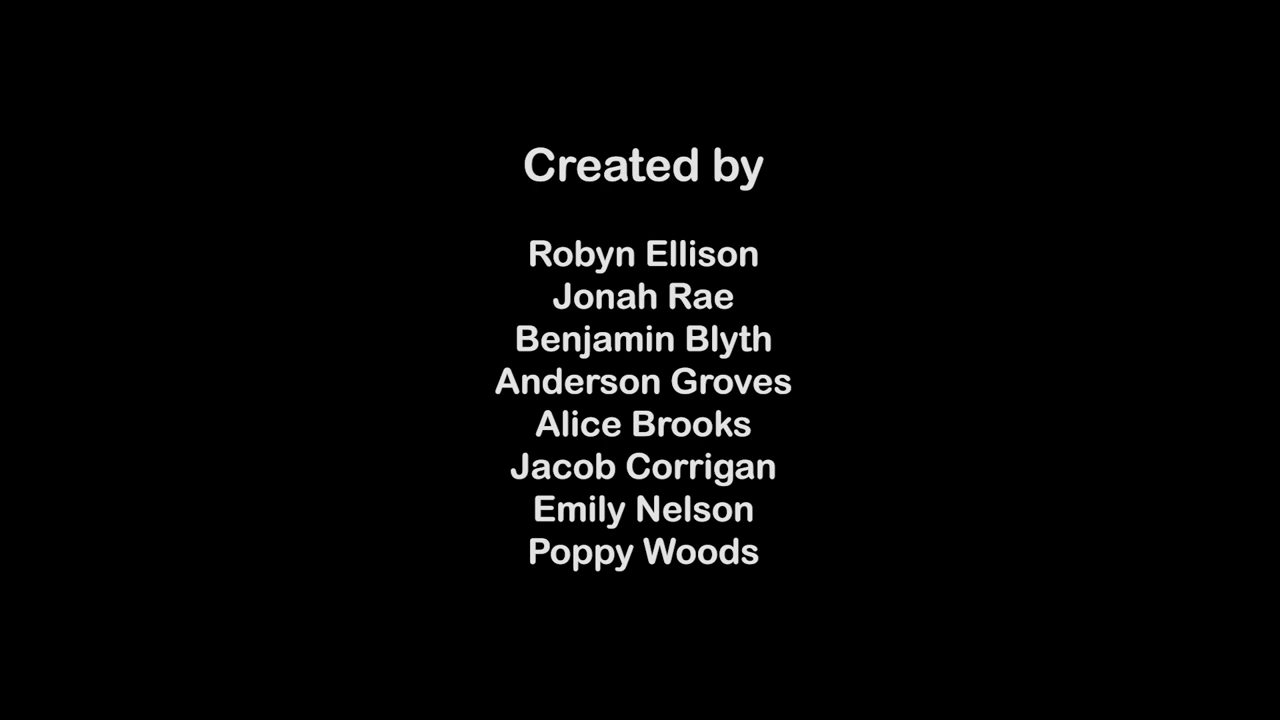 Created by
Robyn Ellison
Jonah Rae
Benjamin Blyth
Anderson Groves
Alice Brooks
Jacob Corrigan
Emily Nelson
Poppy Woods